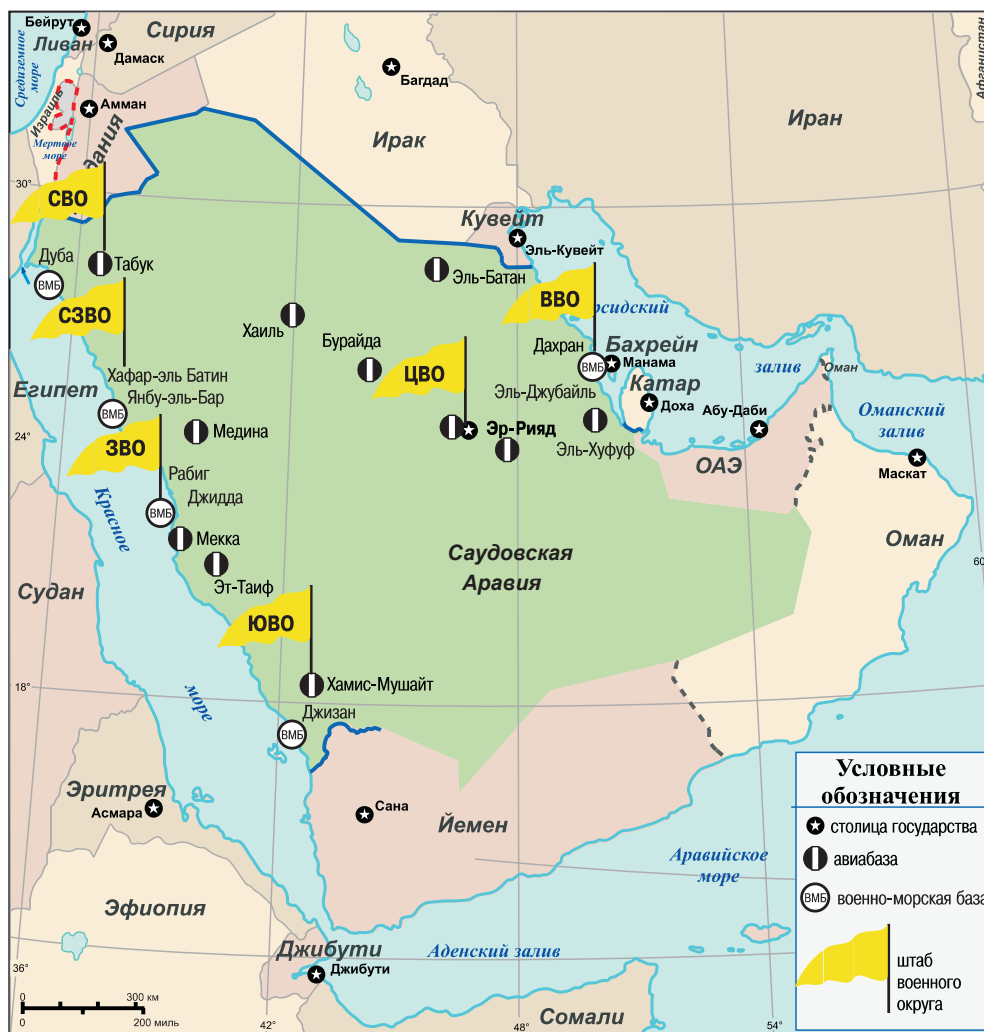 Бейрут
Ливан
Сирия
Дамаск
Средиземное
море
Багдад
Афганистан
Израиль
Амман
Ирак
Иран
Мертвое
море
дания
30°
СВО
Кувейт
Эль-Кувейт
Дуба
ВМБ
Табук
Эль-Батан
ВВО
рсидский
залив
СЗВО
Хаиль
Бурайда
ЦВО
Дахран
ВМБ
Бахрейн
Манама
Оман
Египет
Хафар-эль Батин
Янбу-эль-Бар
ВМБ
Эль-Джубайль
Катар
Доха
Абу-Даби
Оманский
залив
24°
ЗВО
Медина
Эр-Рияд
Эль-Хуфуф
ОАЭ
Маскат
Рабиг
Джидда
ВМБ
Красное
море
Мекка
Эт-Таиф
Саудовская
Аравия
Оман
60
Судан
ЮВО
18°
Хамис-Мушайт
Джизан
ВМБ
Эритрея
Асмара
Сана
Йемен
Аравийское
море
Эфиопия
Джибути
Джибути
Аденский залив
Сомали
36°
0
300 км
0
200 миль
42°
48°
54°
Условные
обозначения
столица государства
авиабаза
ВМБ
военно-морская база
штаб
военного
округа